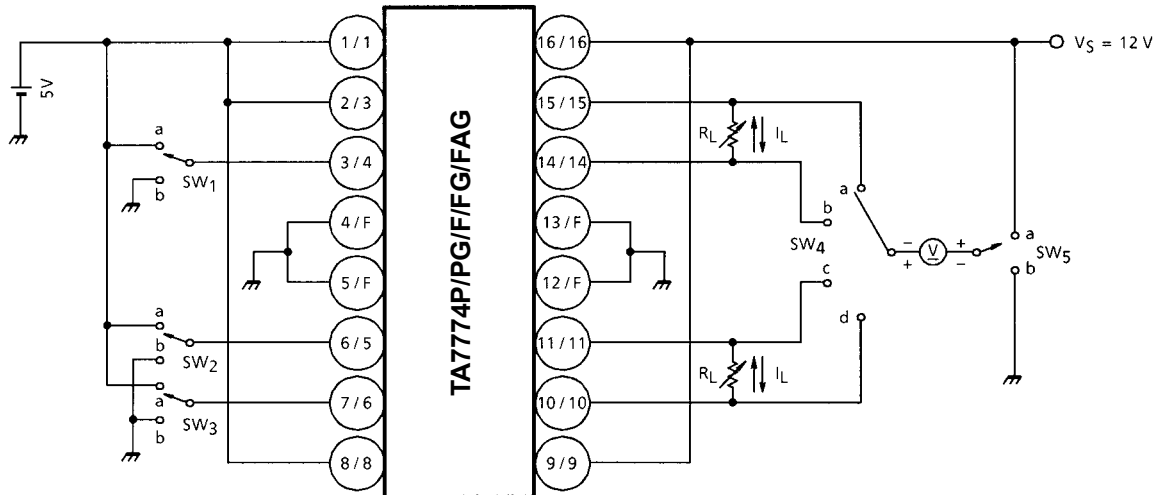 5V
a
b
SW1
a
b
SW2
a
b
SW3
1 / 1
2 / 3
3 / 4
4 / F
5 / F
6 / 5
7 / 6
8 / 8
TA7774P/PG/F/FG/FAG
16 / 16
15 / 15
14 / 14
13 / F
12 / F
11 / 11
10 / 10
9 / 9
VS = 12 V
RL
IL
RL
IL
a
b
SW4
c
d
− V +
+ −
a
SW5
b